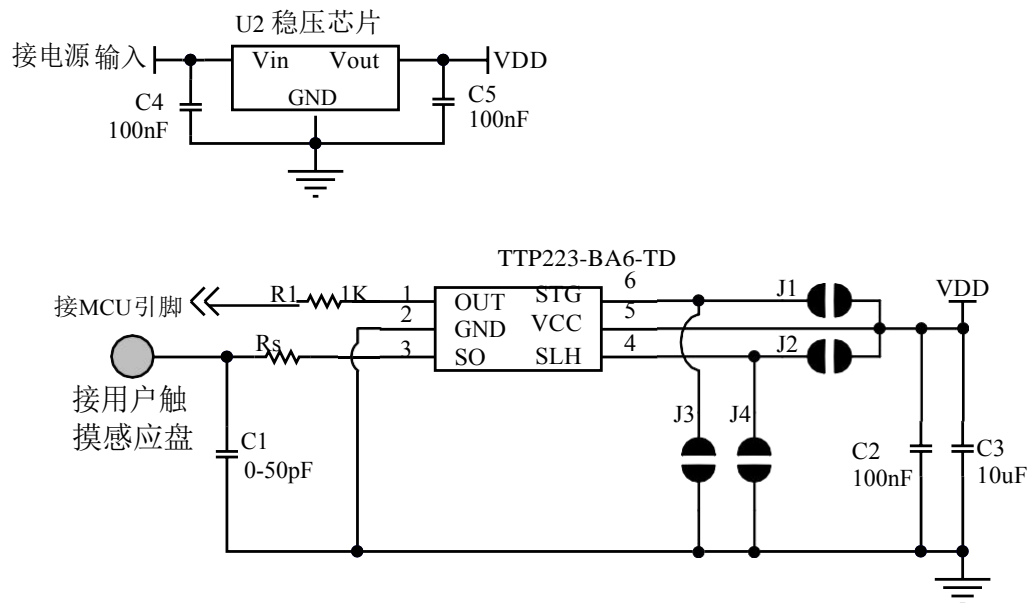 U2 稳压芯片
接电源 输入
Vin
Vout
VDD
GND
C4
100nF
C5
100nF
TTP223-BA6-TD
接MCU引脚
R1
1K
1
OUT
STG
6
J1
VDD
2
GND
VCC
5
Rs
3
SO
SLH
4
J2
接用户触
摸感应盘
C1
0-50pF
J3
J4
C2
100nF
C3
10uF